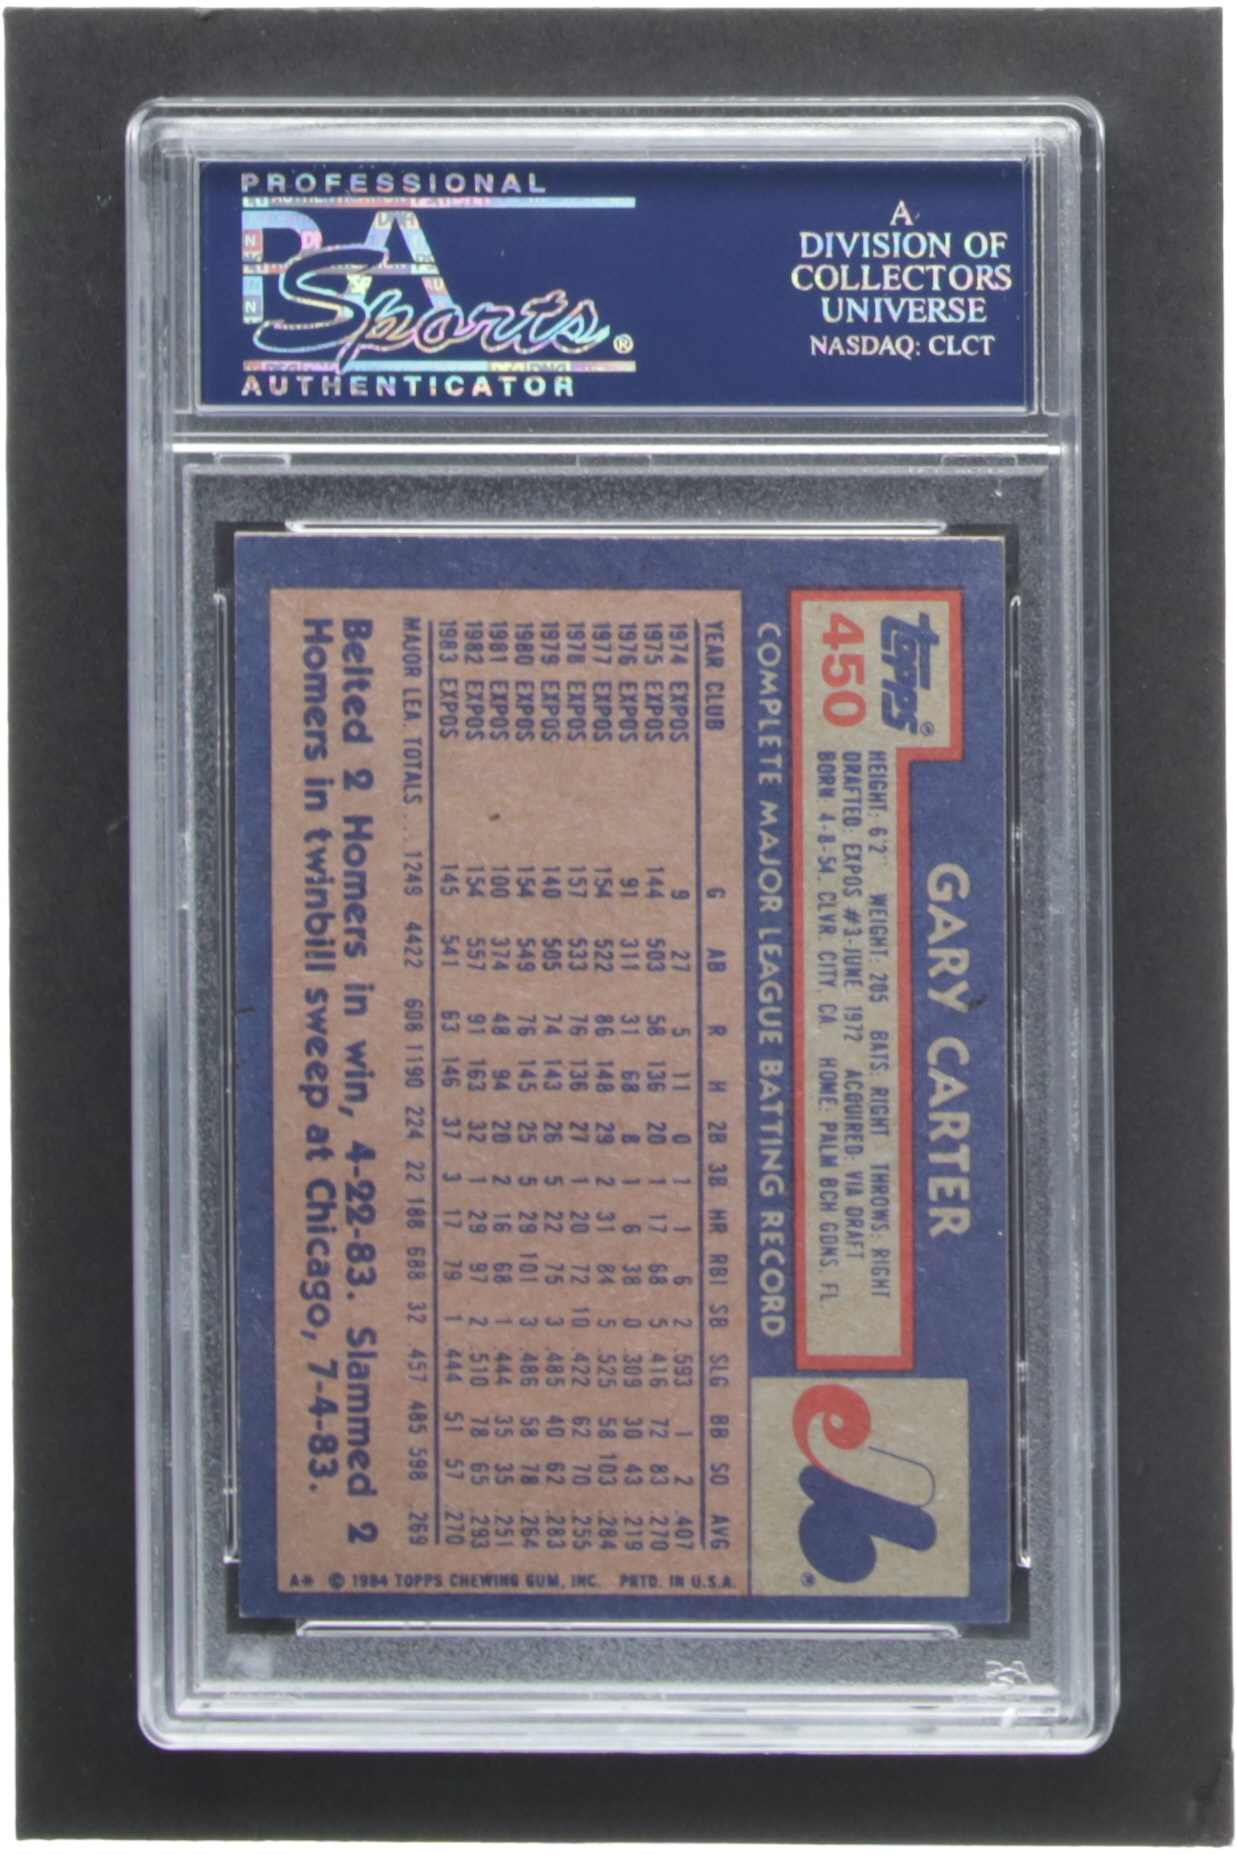 PROFESSIONAL
PSA
Sports®
AUTHENTICATOR
A
DIVISION OF
COLLECTORS
UNIVERSE
NASDAQ: CLCT
GARY CARTER
topps®
450
HEIGHT: 6'2" WEIGHT: 205 BATS: RIGHT THROWS: RIGHT
DRAFTED: EXPOS #3-JUNE, 1972 ACQUIRED: VIA DRAFT
BORN: 4-8-54, CLVR. CITY, CA. HOME: PALM BCH GDNS, FL.
COMPLETE MAJOR LEAGUE BATTING RECORD
YEAR CLUB G AB R H 2B 3B HR RBI SB SLG BB SO AVG
1974 EXPOS 9 27 5 11 0 1 1 6 2 .593 1 2 .407
1975 EXPOS 144 503 58 136 20 1 17 68 5 .416 72 83 .270
1976 EXPOS 91 311 31 68 8 1 6 38 0 .309 30 43 .219
1977 EXPOS 154 522 86 148 29 2 31 84 5 .525 58 103 .284
1978 EXPOS 157 533 76 136 27 1 20 72 10 .422 62 70 .255
1979 EXPOS 140 505 74 143 26 5 22 75 3 .485 40 62 .283
1980 EXPOS 154 549 76 145 25 5 29 101 3 .486 58 78 .264
1981 EXPOS 100 374 48 94 20 2 16 68 1 .444 35 35 .251
1982 EXPOS 154 557 91 163 32 1 29 97 2 .510 78 65 .293
1983 EXPOS 145 541 63 146 37 3 17 79 1 .444 51 57 .270
MAJOR LEA. TOTALS ... 1248 4422 608 1190 224 22 188 688 32 .457 485 598 .269
Belted 2 Homers in win, 4-22-83. Slammed 2
Homers in twinbill sweep at Chicago, 7-4-83.
A* © 1984 TOPPS CHEWING GUM, INC. PRTD. IN U.S.A.